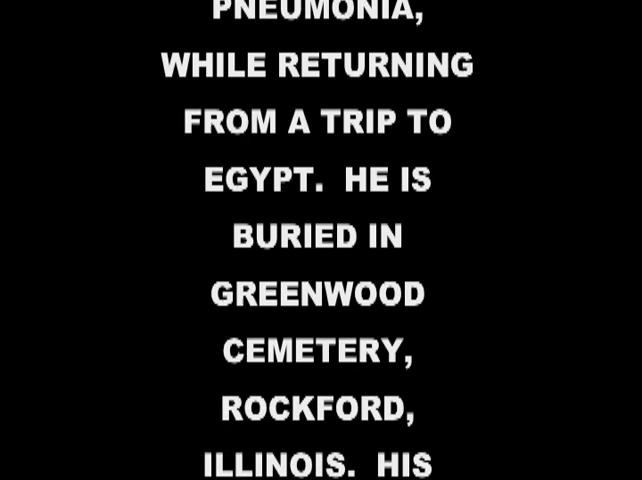 PNEUMONIA,
WHILE RETURNING
FROM A TRIP TO
EGYPT.  HE IS
BURIED IN
GREENWOOD
CEMETERY,
ROCKFORD,
ILLINOIS.  HIS